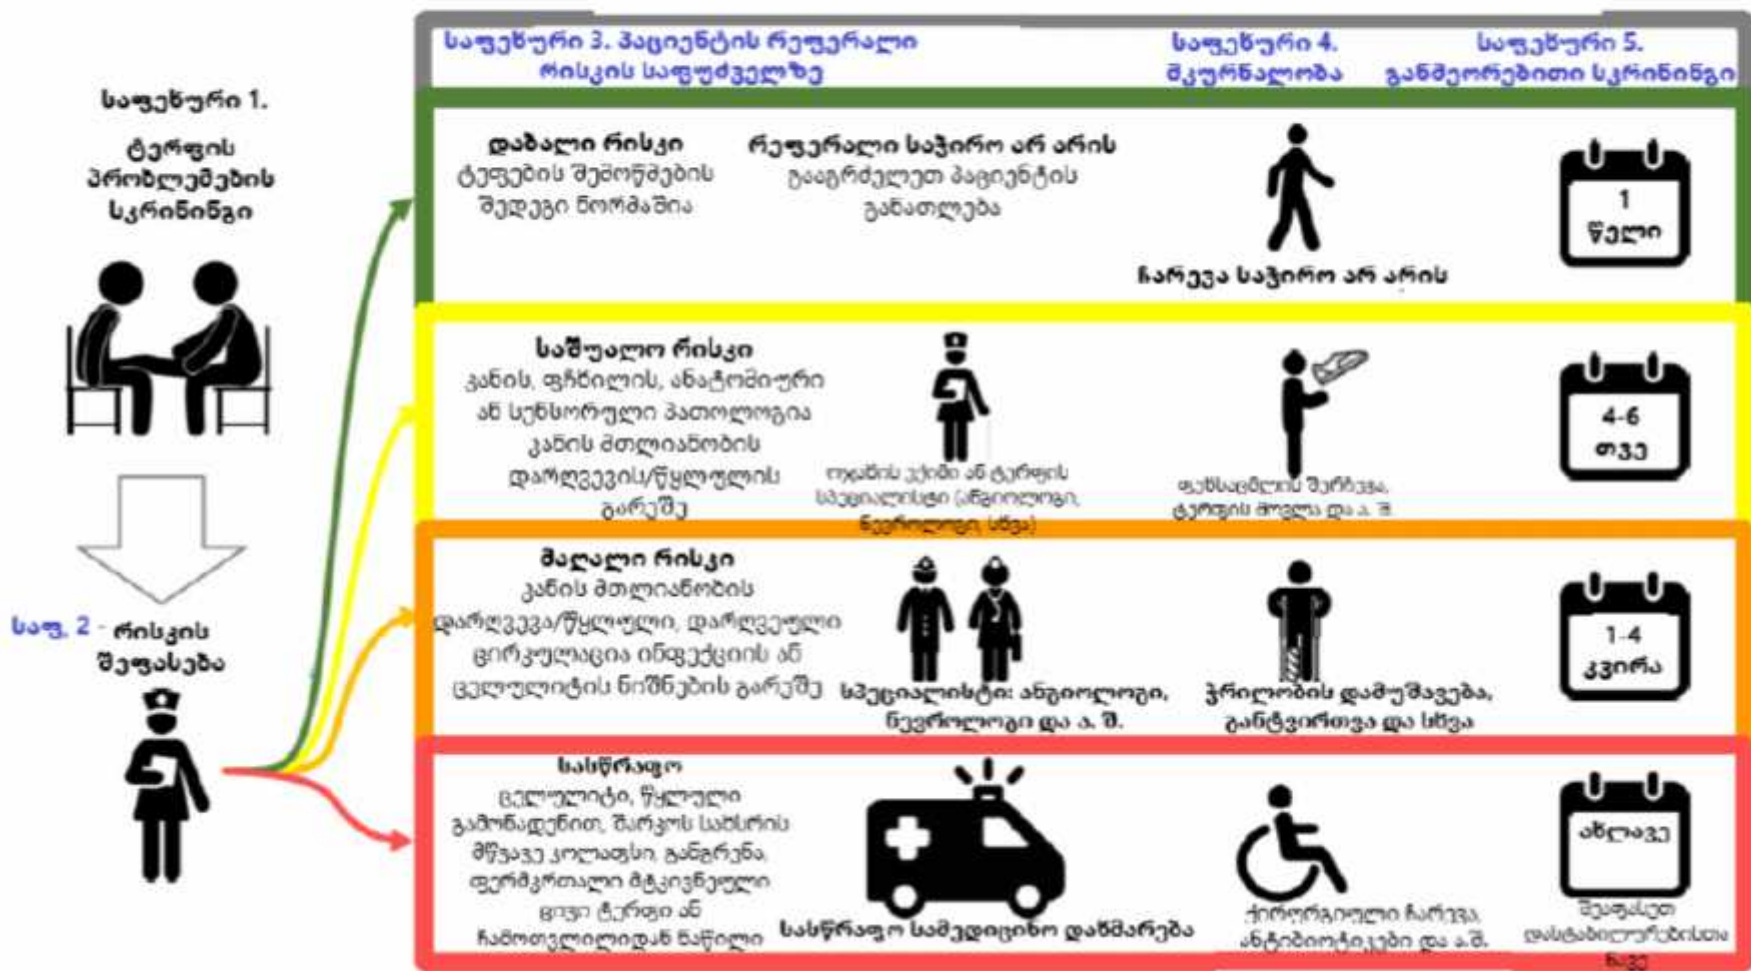 საფეხური 1.
ტერფის
პრობლემების
სკრინინგი
საფ, 2 - რისკის
შეფასება
საფეხური 3. პაციენტის რეფერალი
რისკის საფუძველზე
საფეხური 4.
მკურნალობა
საფეხური 5.
განმეორებითი სკრინინგი
დაბალი რისკი
ტეფების შემოწმების
შედეგი ნორმაშია
რეფერალი საჭირო არ არის
გააგრძელეთ პაციენტის
განათლება
ჩარევა საჭირო არ არის
1
წელი
საშუალო რისკი
კანის, ფრჩხილის, ანატომიური
ან სენსორული პათოლოგია
კანის მთლიანობის
დარღვევის/წყლულის
გარეშე
ოჯახის ექიმი ან ტერფის
სპეციალისტი (ანგიოლოგი,
ნევროლოგი, სხვა)
ფეხსაცმლის შერჩევა,
ტერფის მოვლა და ა. შ.
4-6
თვე
მაღალი რისკი
კანის მთლიანობის
დარღვევა/წყლული, დარღვეული
ცირკულაცია ინფექციის ან
ცელულიტის ნიშნების გარეშე
სპეციალისტი: ანგიოლოგი,
ნევროლოგი და ა. შ.
ჭრილობის დამუშავება,
განტვირთვა და სხვა
1-4
კვირა
სასწრაფო
ცელულიტი, წყლული
გამონადენით, შარკოს სახსრის
მწვავე კოლაფსი, განგრენა,
ფერმკრთალი მტკივნეული
ცივი ტერფი ან
ჩამოთვლილიდან ნაწილი
სასწრაფო სამედიცინო დახმარება
ქირურგიული ჩარევა,
ანტიბიოტიკები და ა.შ.
ახლავე
შეაფასეთ
დასტაბილურებისთა
ნავე